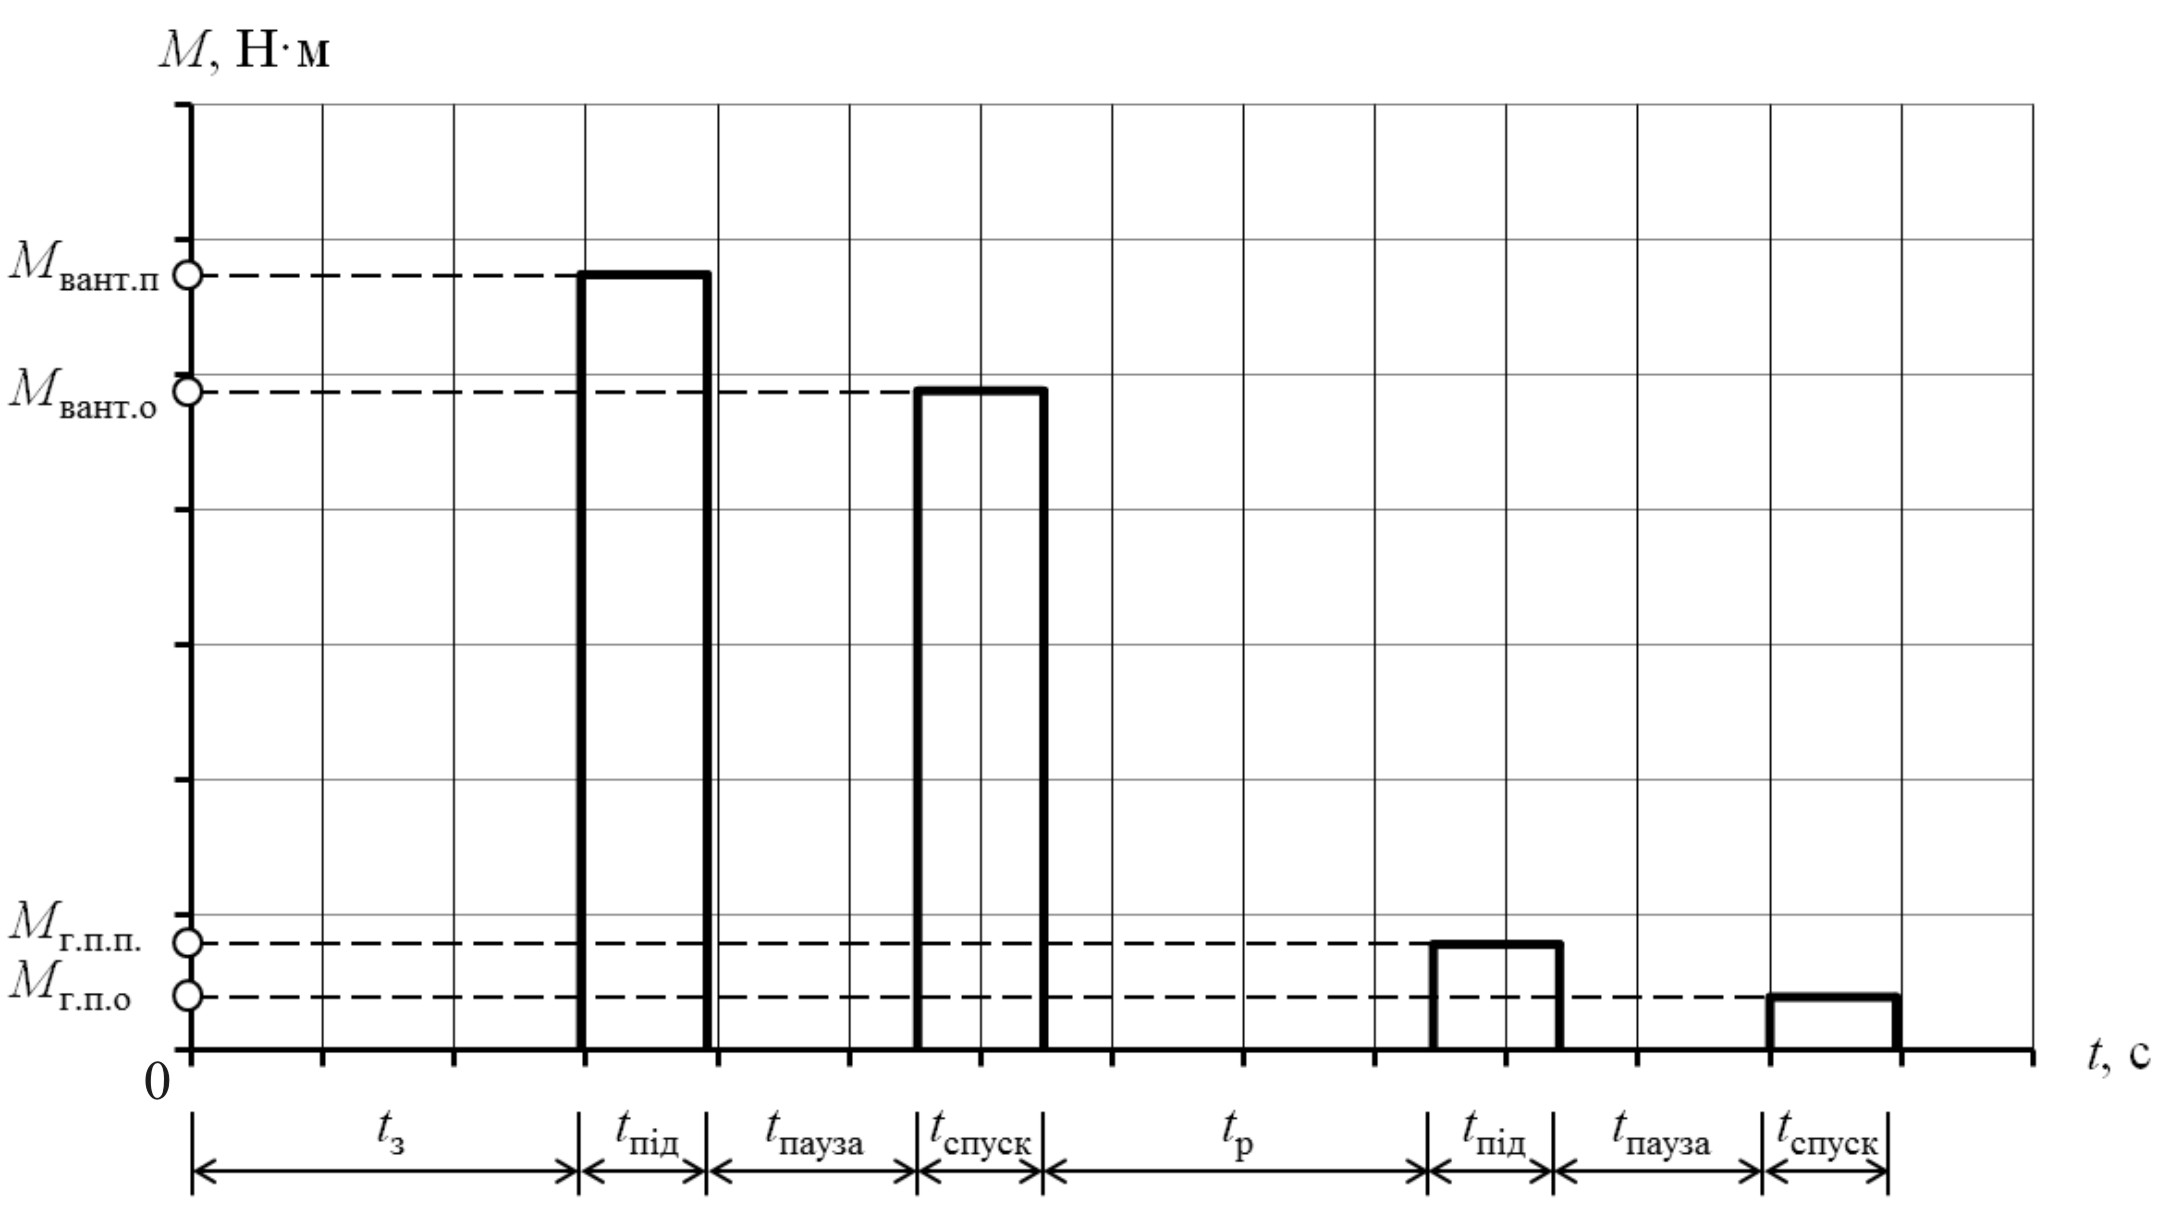 M, Н·м
Mвант.п
Mвант.о
Mг.п.п.
Mг.п.о
0
t, с
tз tпід tпауза tспуск tр tпід tпауза tспуск